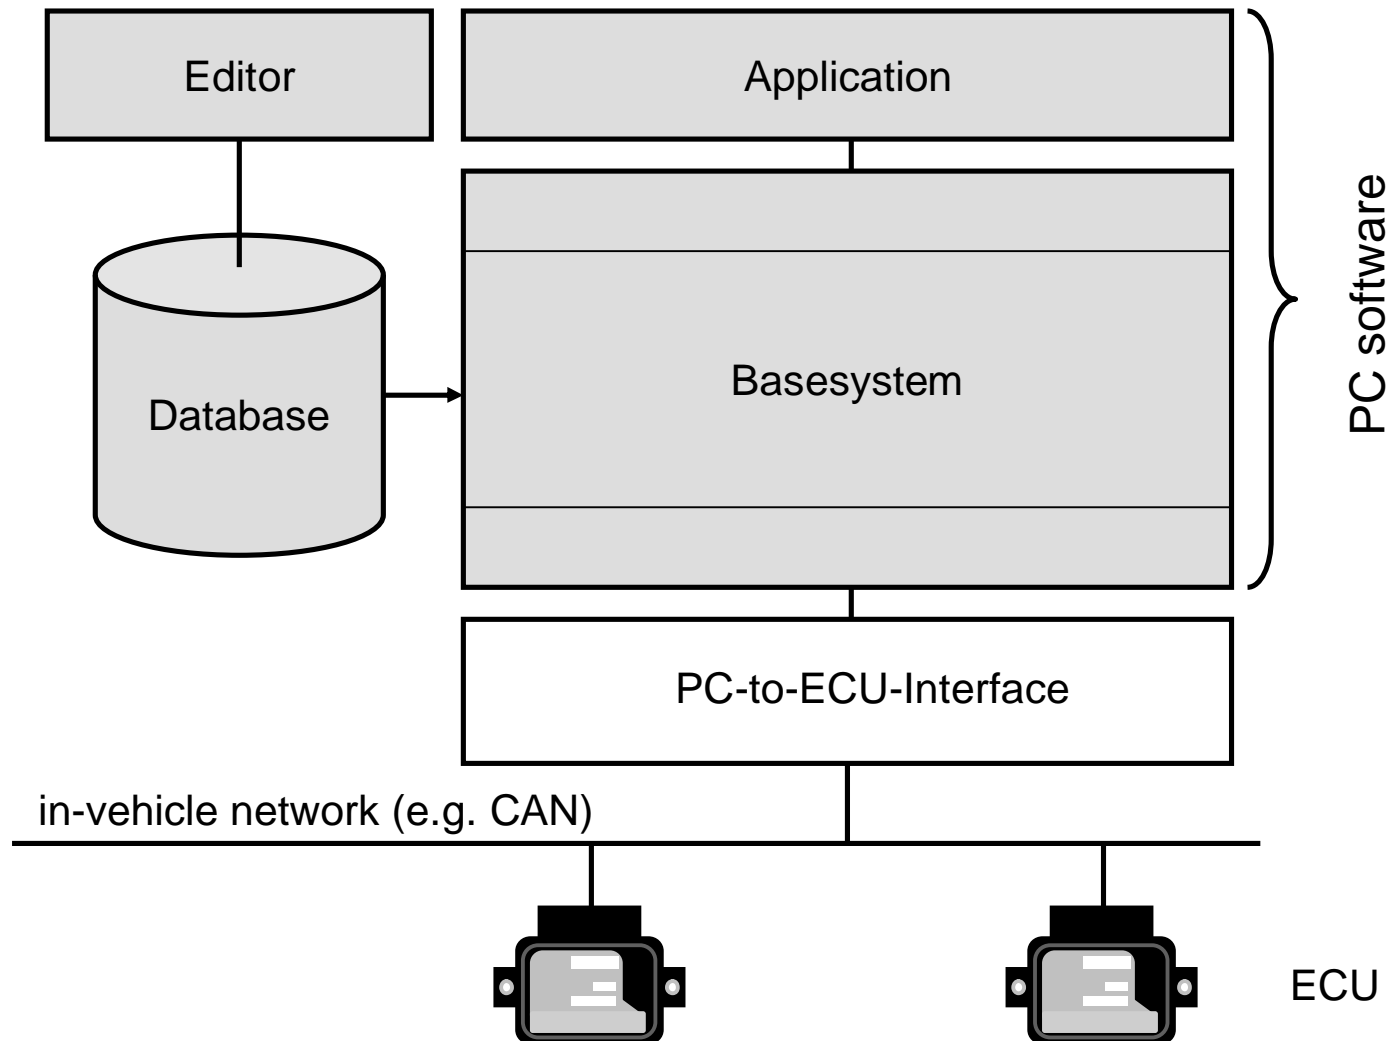 Editor
Application
PC software
Basesystem
Database
PC-to-ECU-Interface
in-vehicle network (e.g. CAN)
ECU